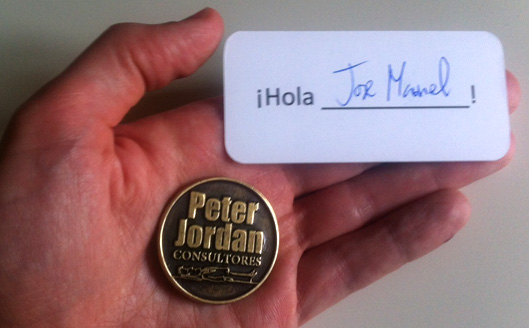 ¡Hola Jose Manuel!
Peter
Jordan
CONSULTORES